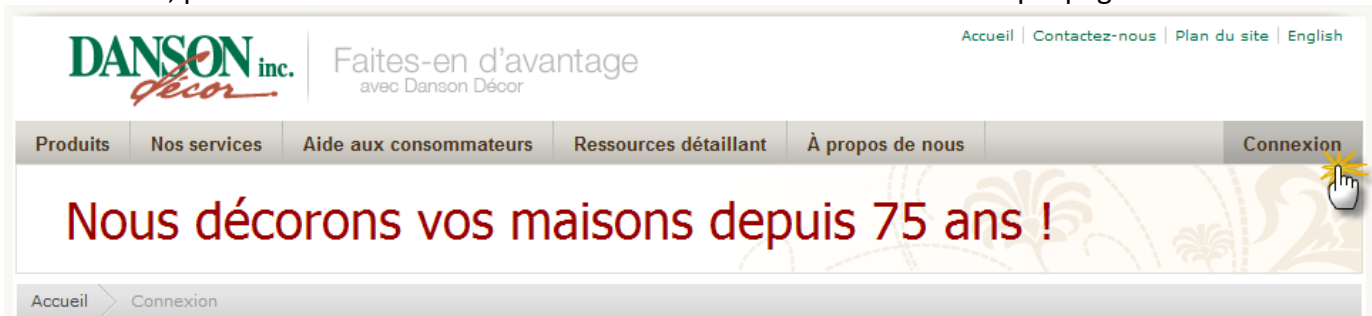 DANSON inc.
décor
Faites-en d'avantage
avec Danson Décor
Accueil | Contactez-nous | Plan du site | English
Produits Nos services Aide aux consommateurs Ressources détaillant À propos de nous Connexion
Nous décorons vos maisons depuis 75 ans !
Accueil Connexion